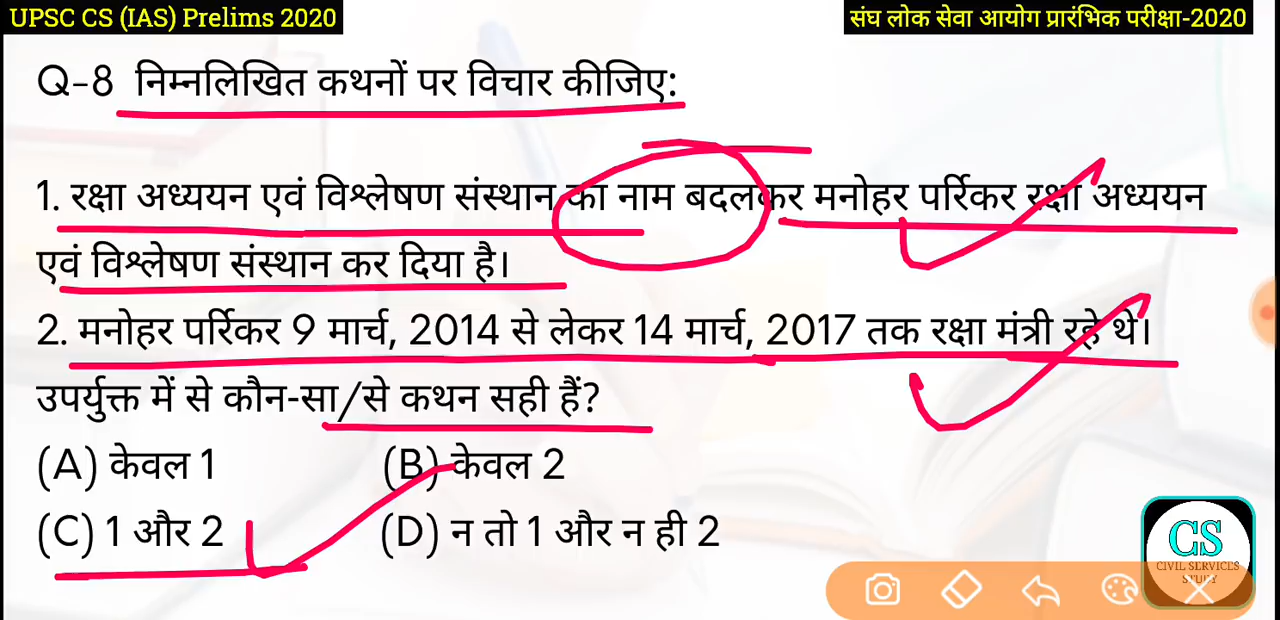 UPSC CS (IAS) Prelims 2020
संघ लोक सेवा आयोग प्रारंभिक परीक्षा-2020
Q-8 निम्नलिखित कथनों पर विचार कीजिए:
1. रक्षा अध्ययन एवं विश्लेषण संस्थान का नाम बदलकर मनोहर पर्रिकर रक्षा अध्ययन
एवं विश्लेषण संस्थान कर दिया है।
2. मनोहर पर्रिकर 9 मार्च, 2014 से लेकर 14 मार्च, 2017 तक रक्षा मंत्री रहे थे।
उपर्युक्त में से कौन-सा/से कथन सही हैं?
(A) केवल 1 (B) केवल 2
(C) 1 और 2 (D) न तो 1 और न ही 2
CS
CIVIL SERVICES
STUDY